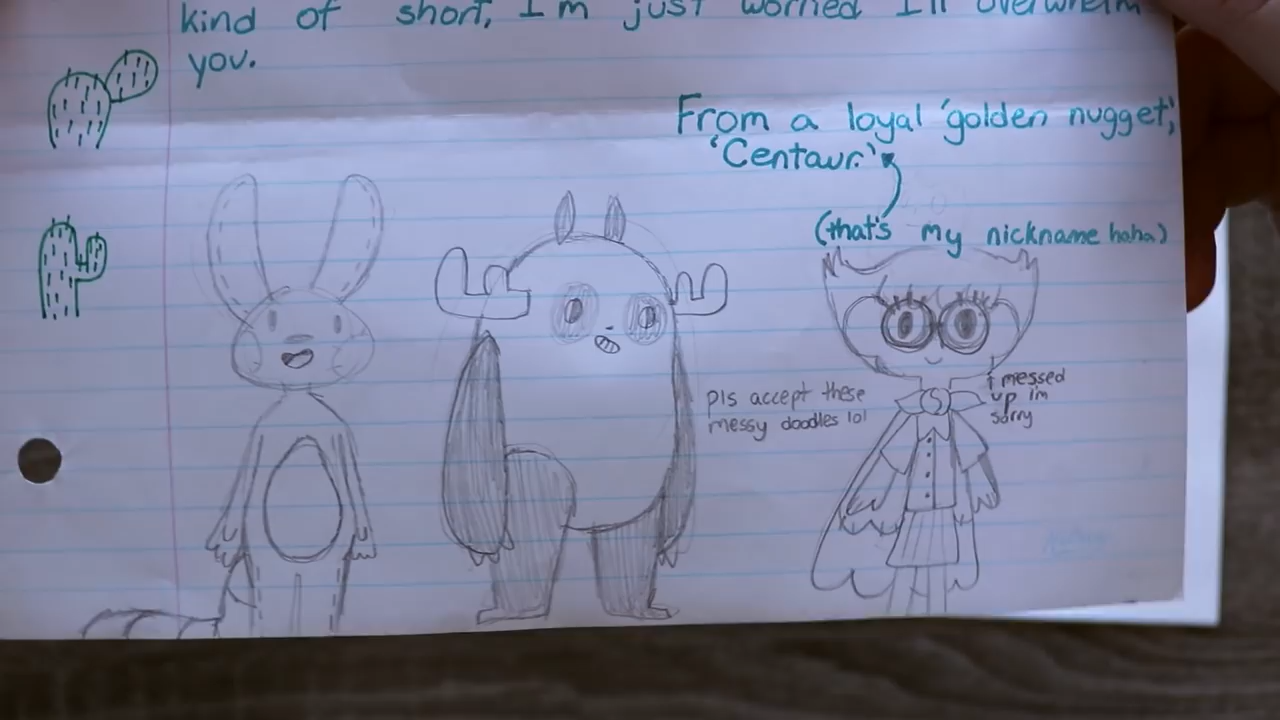 kind of short, I'm just worried I'll overwhelm
you.
From a loyal 'golden nugget,'
'Centaur.'
(that's my nickname haha)
pls accept these
messy doodles lol
I messed
up im
sorry
S